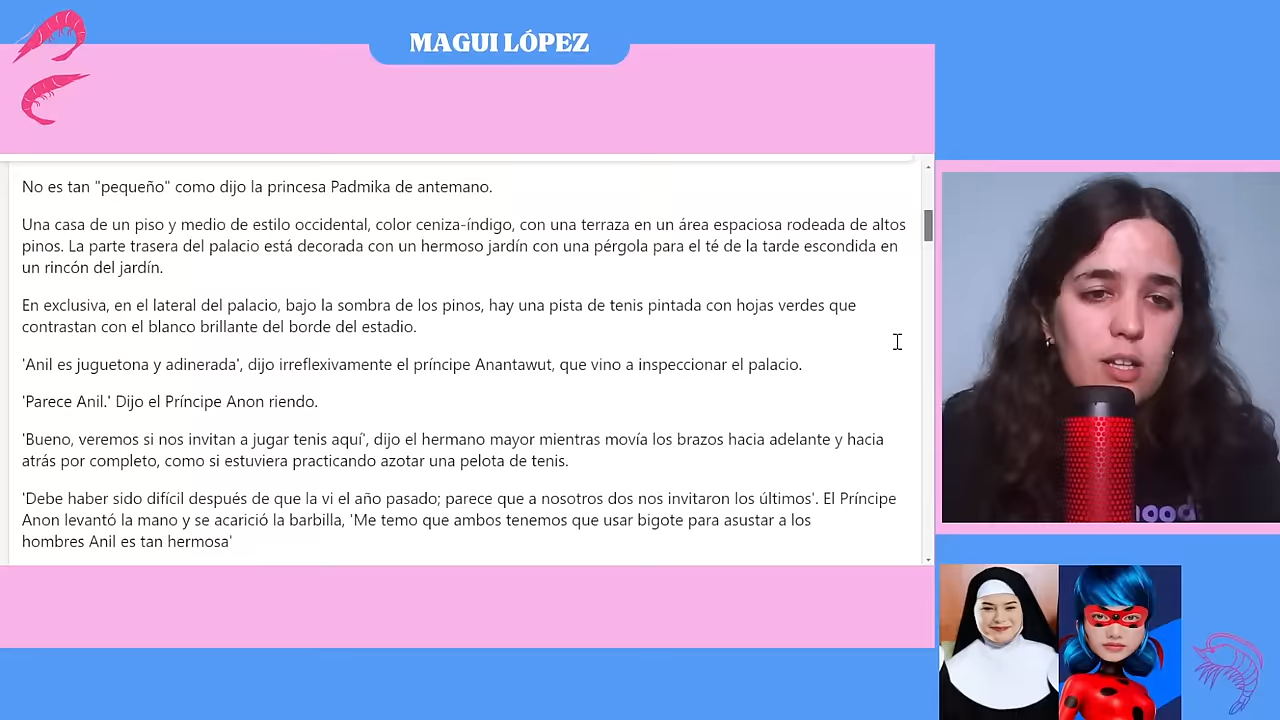 MAGUI LÓPEZ
No es tan "pequeño" como dijo la princesa Padmika de antemano.
Una casa de un piso y medio de estilo occidental, color ceniza-índigo, con una terraza en un área espaciosa rodeada de altos
pinos. La parte trasera del palacio está decorada con un hermoso jardín con una pérgola para el té de la tarde escondida en
un rincón del jardín.
En exclusiva, en el lateral del palacio, bajo la sombra de los pinos, hay una pista de tenis pintada con hojas verdes que
contrastan con el blanco brillante del borde del estadio.
'Anil es juguetona y adinerada', dijo irreflexivamente el príncipe Anantawut, que vino a inspeccionar el palacio.
'Parece Anil.' Dijo el Príncipe Anon riendo.
'Bueno, veremos si nos invitan a jugar tenis aquí', dijo el hermano mayor mientras movía los brazos hacia adelante y hacia
atrás por completo, como si estuviera practicando azotar una pelota de tenis.
'Debe haber sido difícil después de que la vi el año pasado; parece que a nosotros dos nos invitaron los últimos'. El Príncipe
Anon levantó la mano y se acarició la barbilla, 'Me temo que ambos tenemos que usar bigote para asustar a los
hombres Anil es tan hermosa'